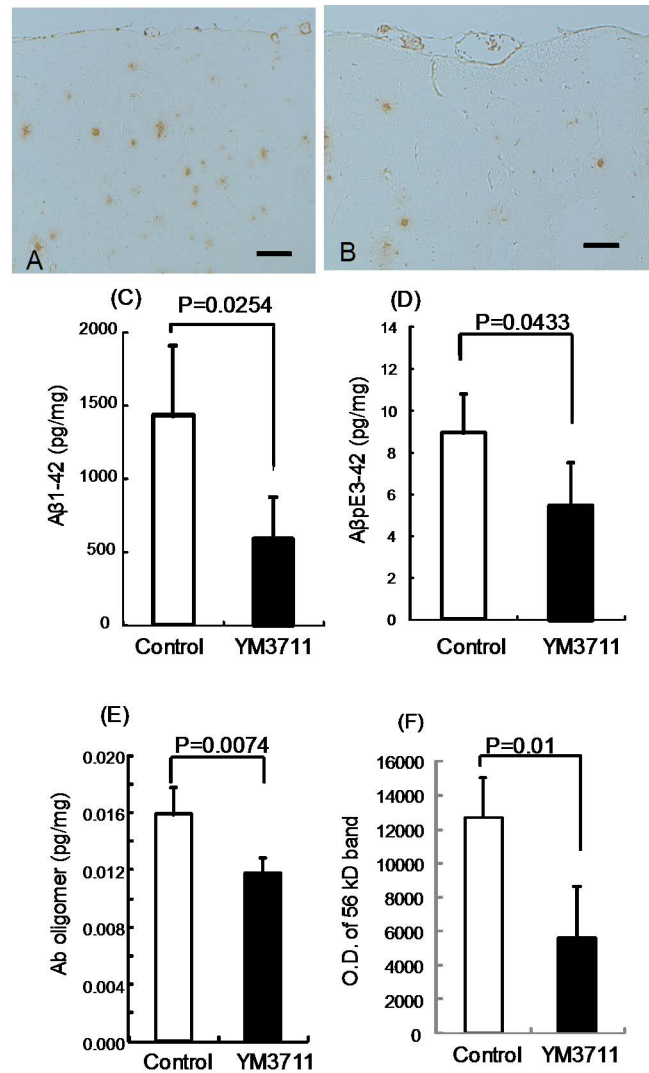 A
B
(C)
P=0.0254
2000
1500
1000
500
0
Aβ1-42 (pg/mg)
Control YM3711
(D)
P=0.0433
14
12
10
8
6
4
2
0
AβpE3-42 (pg/mg)
Control YM3711
(E)
P=0.0074
0.020
0.016
0.012
0.008
0.004
0.000
Ab oligomer (pg/mg)
Control YM3711
(F)
P=0.01
16000
14000
12000
10000
8000
6000
4000
2000
0
O.D. of 56 kD band
Control YM3711